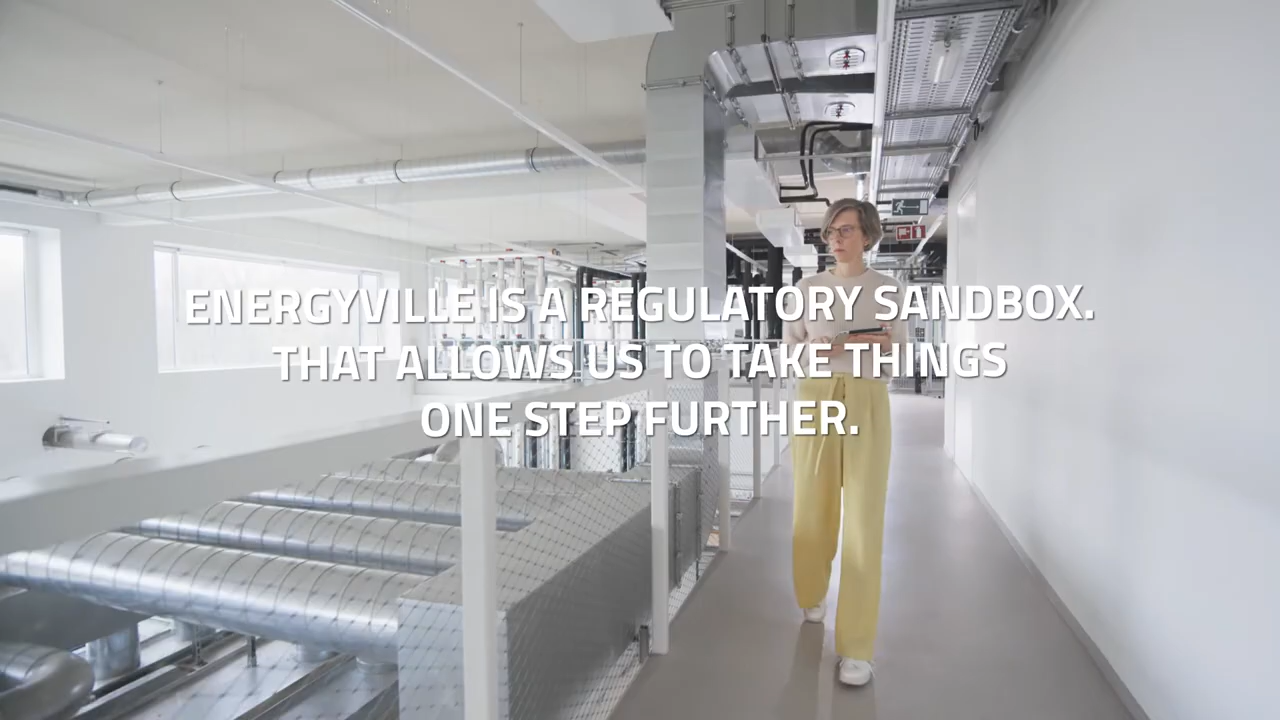 ENERGYVILLE IS A REGULATORY SANDBOX.
THAT ALLOWS US TO TAKE THINGS
ONE STEP FURTHER.